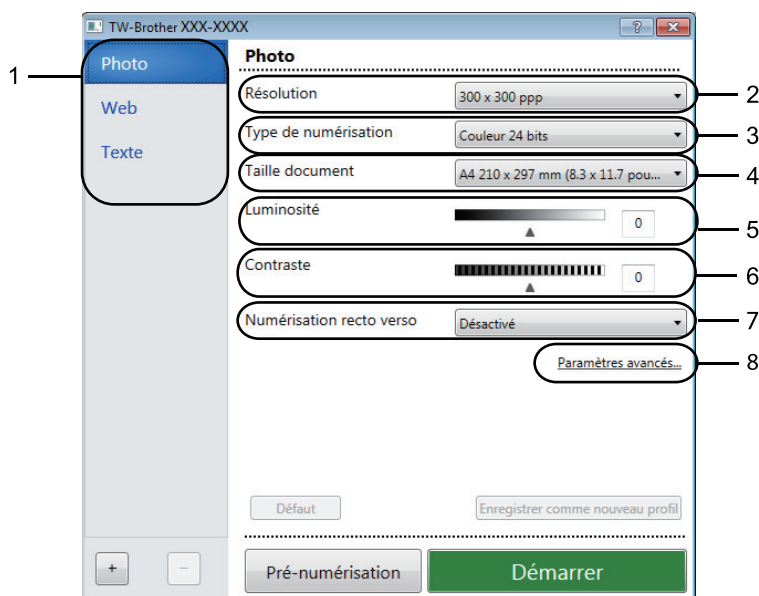 TW-Brother XXX-XXXX
?
x
1
Photo
Web
Texte
Photo
Résolution
300 x 300 ppp
2
Type de numérisation
Couleur 24 bits
3
Taille document
A4 210 x 297 mm (8.3 x 11.7 pou...
4
Luminosité
0
5
Contraste
0
6
Numérisation recto verso
Désactivé
7
Paramètres avancés...
8
Défaut
Enregistrer comme nouveau profil
+
-
Pré-numérisation
Démarrer